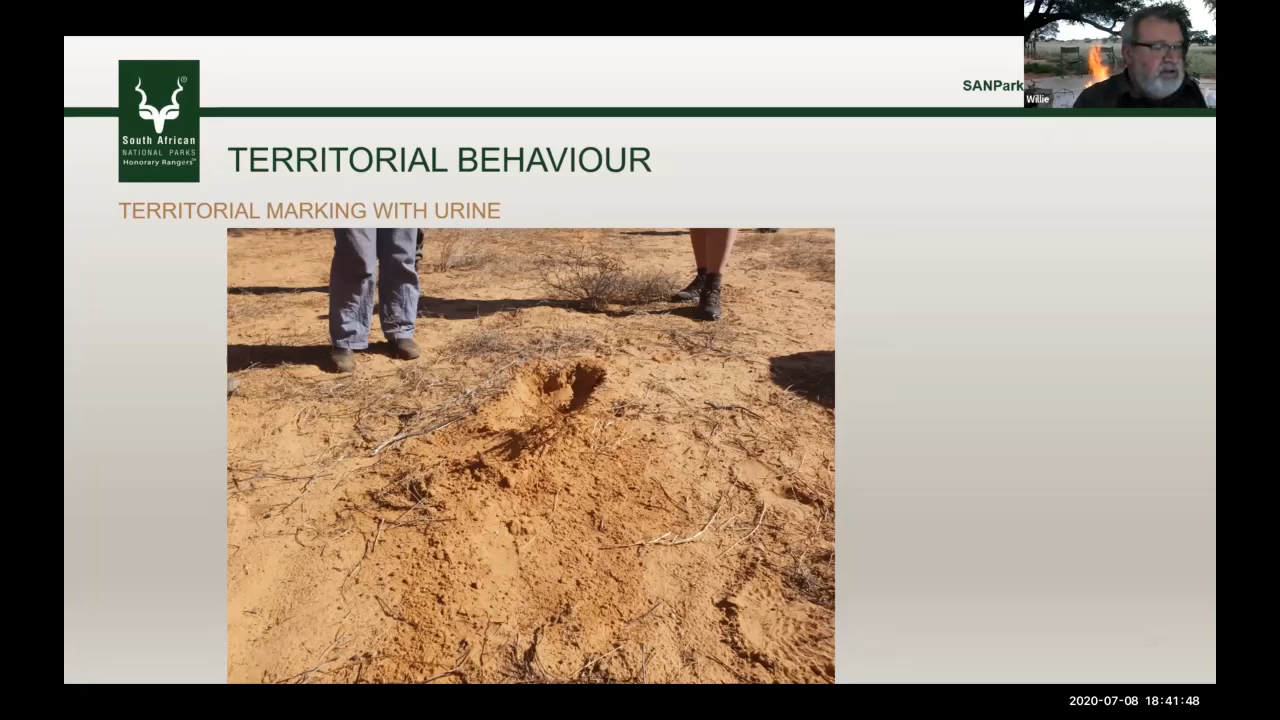 SANPark
Willie
South African
NATIONAL PARKS
Honorary Rangers™
TERRITORIAL BEHAVIOUR
TERRITORIAL MARKING WITH URINE
2020-07-08 18:41:48